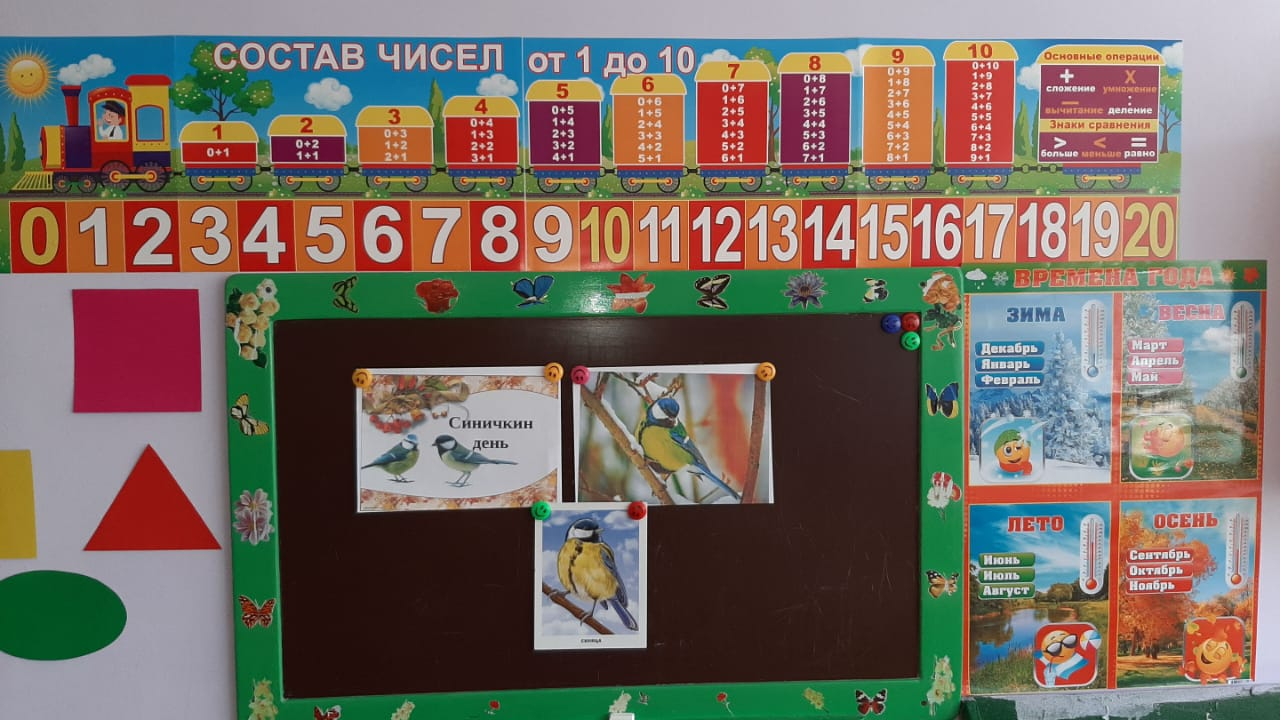 СОСТАВ ЧИСЕЛ от 1 до 10
1
0+1
2
0+2
1+1
3
0+3
1+2
2+1
4
0+4
1+3
2+2
3+1
5
0+5
1+4
2+3
3+2
4+1
6
0+6
1+5
2+4
3+3
4+2
5+1
7
0+7
1+6
2+5
3+4
4+3
5+2
6+1
8
0+8
1+7
2+6
3+5
4+4
5+3
6+2
7+1
9
0+9
1+8
2+7
3+6
4+5
5+4
6+3
7+2
8+1
10
0+10
1+9
2+8
3+7
4+6
5+5
6+4
7+3
8+2
9+1
Основные операции
+ x
сложение умножение
— :
вычитание деление
Знаки сравнения
> < =
больше меньше равно
0 1 2 3 4 5 6 7 8 9 10 11 12 13 14 15 16 17 18 19 20
Синичкин
день
синица
ВРЕМЕНА ГОДА
ЗИМА
Декабрь
Январь
Февраль
ВЕСНА
Март
Апрель
Май
ЛЕТО
Июнь
Июль
Август
ОСЕНЬ
Сентябрь
Октябрь
Ноябрь